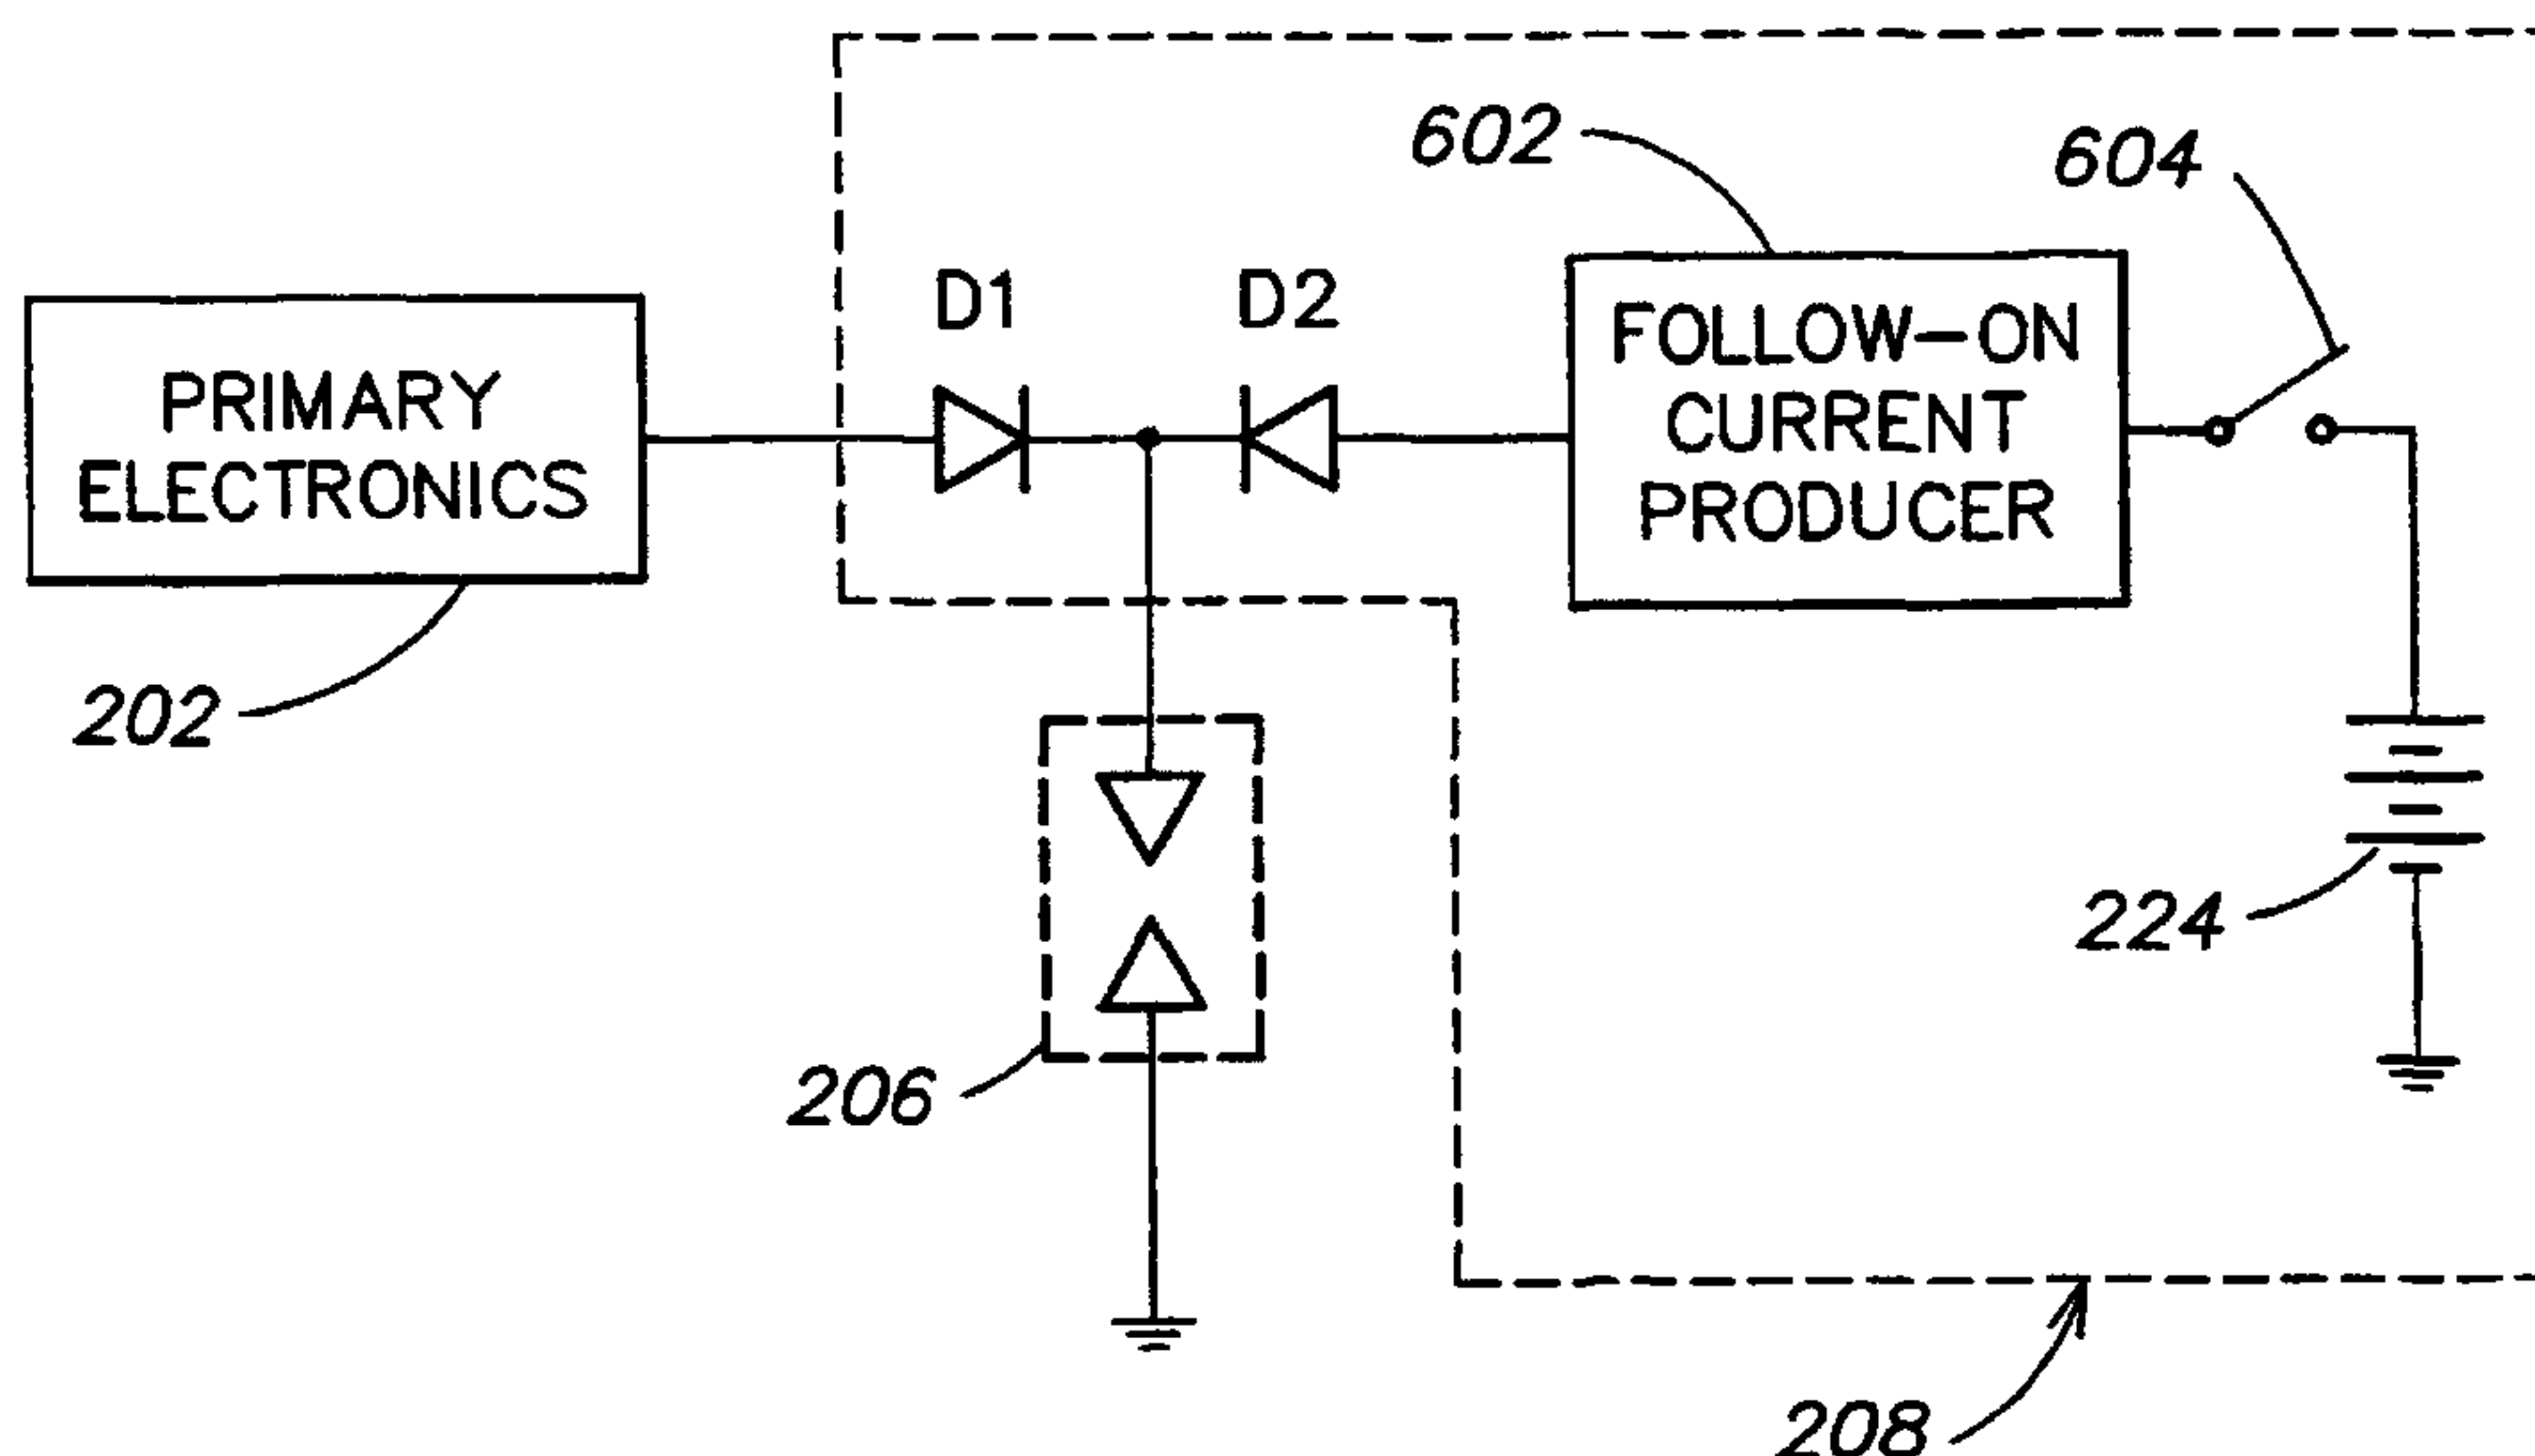 602
604
D1
D2
PRIMARY
ELECTRONICS
FOLLOW-ON
CURRENT
PRODUCER
202
224
206
208